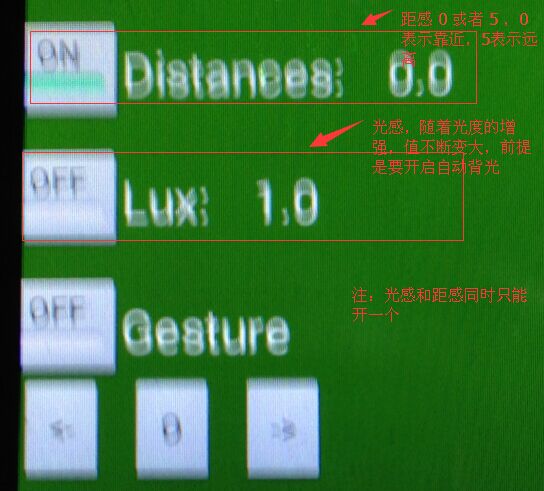 距感 0 或者 5 ，0
表示靠近，5表示远
离
ON
Distances: 0.0
光感，随着光度的增
强，值不断变大，前提
是要开启自动背光
OFF
Lux: 1.0
注：光感和距感同时只能
开一个
OFF
Gesture
0